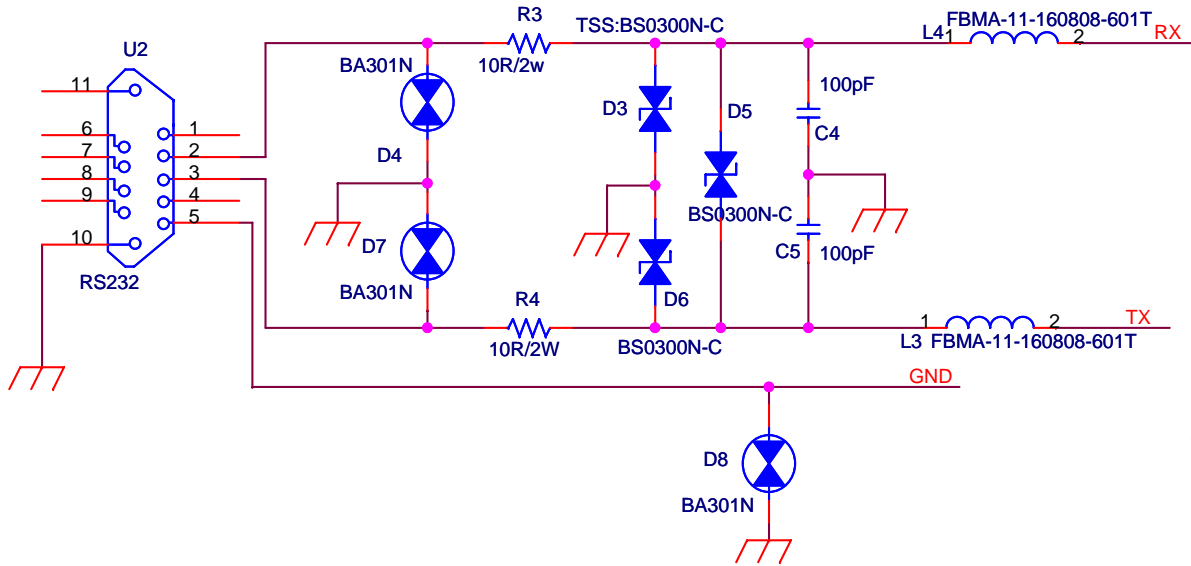 R3
TSS:BS0300N-C
FBMA-11-160808-601T
L4
1
2
RX
U2
10R/2w
BA301N
11
100pF
D3
D5
C4
6
1
7
2
D4
8
3
9
4
5
BS0300N-C
10
D7
C5
100pF
RS232
BA301N
R4
D6
1
2
TX
10R/2W
BS0300N-C
L3
FBMA-11-160808-601T
GND
D8
BA301N